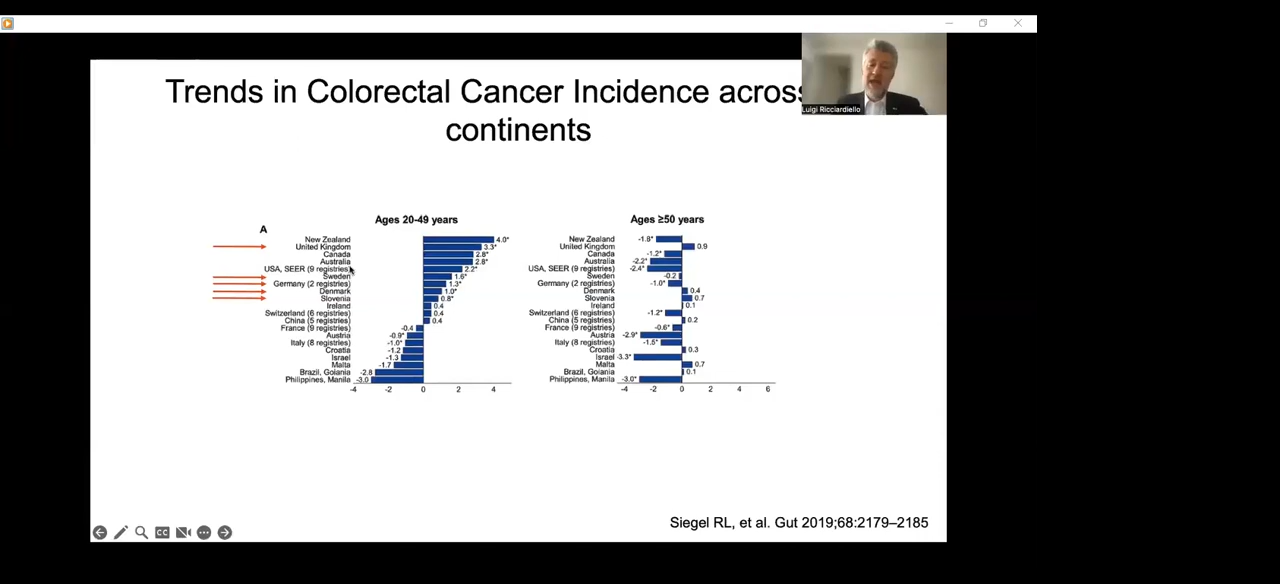 Trends in Colorectal Cancer Incidence across
continents
Luigi Ricciardiello
A
Ages 20-49 years
New Zealand 4.0*
United Kingdom 3.3*
Canada 2.8*
Australia 2.8*
USA, SEER (9 registries) 2.2*
Sweden 1.6*
Germany (2 registries) 1.3*
Denmark 1.0*
Slovenia 0.8*
Ireland 0.4
Switzerland (6 registries) 0.4
China (5 registries) 0.4
France (9 registries) -0.4
Austria -0.9*
Italy (8 registries) -1.0*
Croatia -1.2
Israel -1.3
Malta -1.7
Brazil, Goiania -2.8
Philippines, Manila -3.0
-4 -2 0 2 4
Ages ≥50 years
New Zealand -1.8*
United Kingdom 0.9
Canada -1.2*
Australia -2.2*
USA, SEER (9 registries) -2.4*
Sweden -0.2
Germany (2 registries) -1.0*
Denmark 0.4
Slovenia 0.7
Ireland 0.1
Switzerland (6 registries) -1.2*
China (5 registries) 0.2
France (9 registries) -0.6*
Austria -2.9*
Italy (8 registries) -1.5*
Croatia 0.3
Israel -3.3*
Malta 0.7
Brazil, Goiania 0.1
Philippines, Manila -3.0*
-4 -2 0 2 4 6
Siegel RL, et al. Gut 2019;68:2179–2185
CC